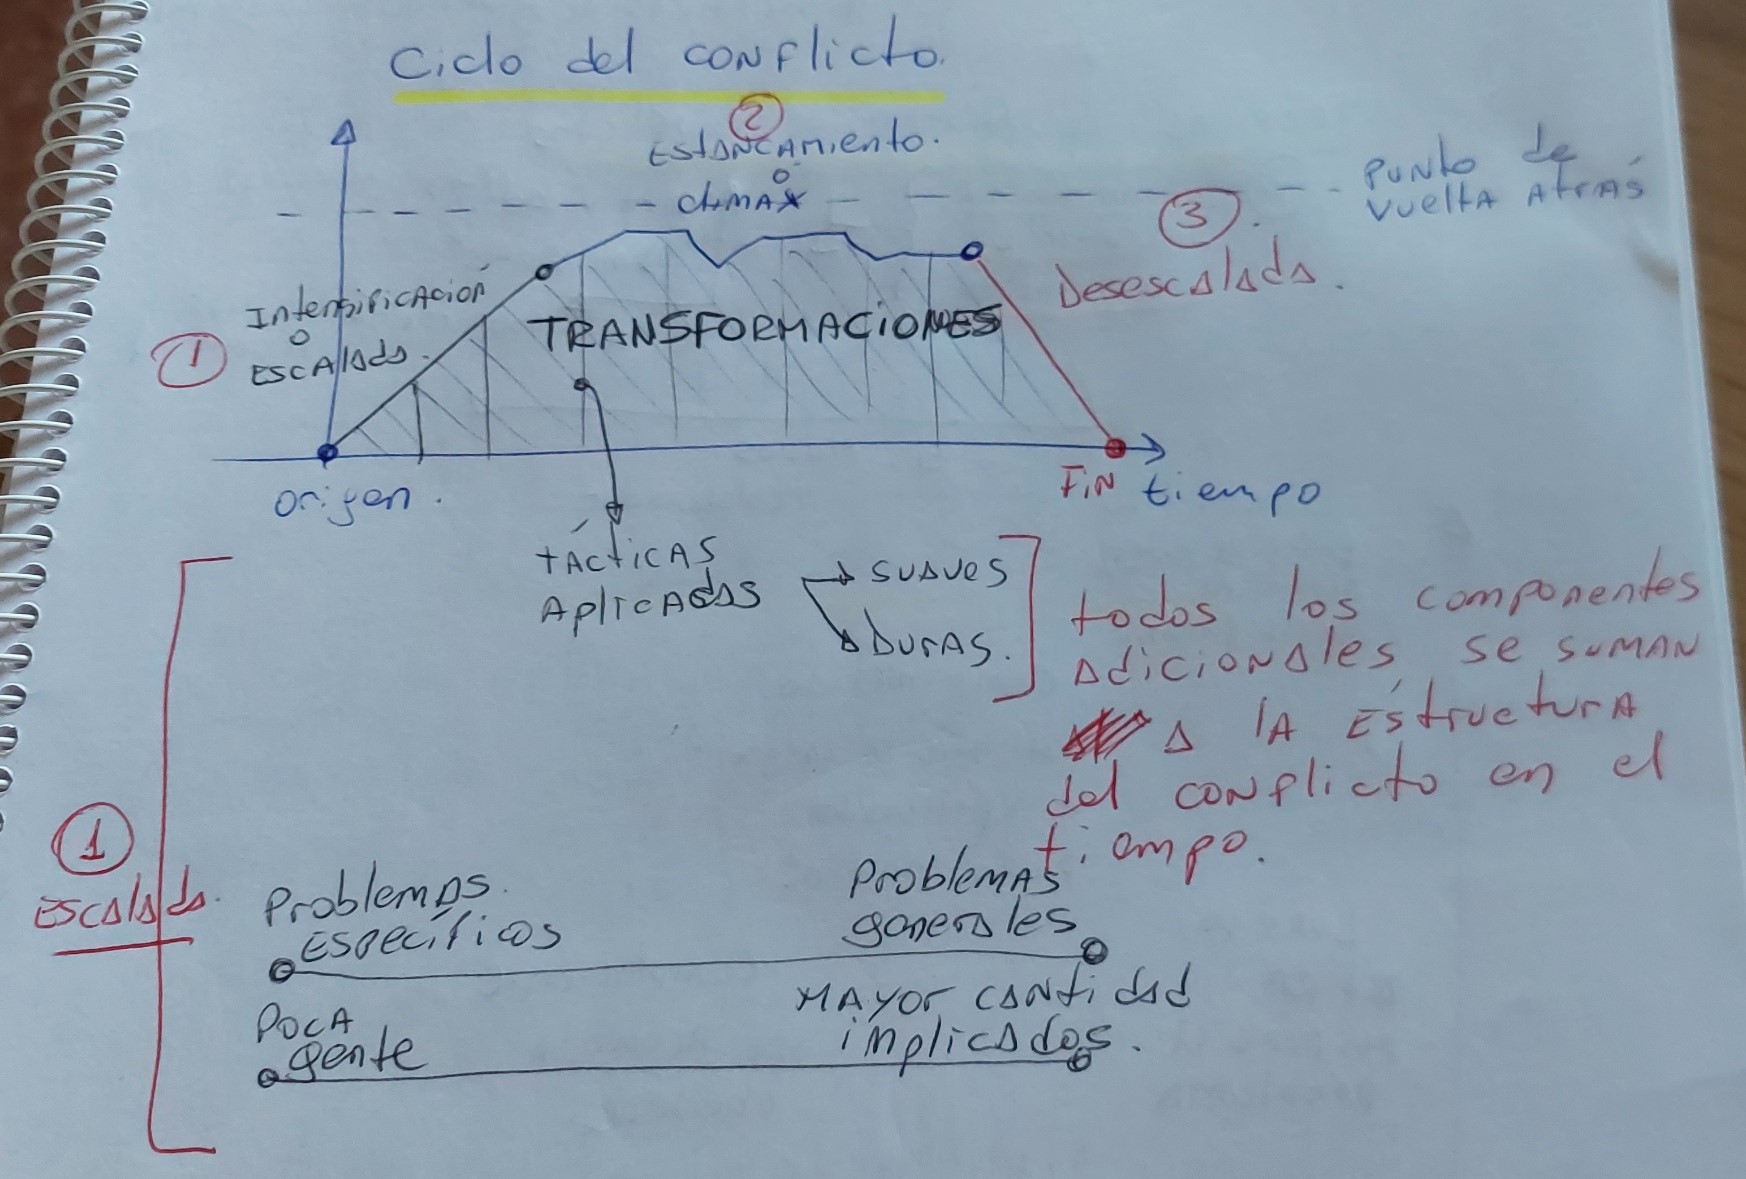 Ciclo del conflicto.
2
Estancamiento.
o
climax
Punto de
vuelta atrás
3
Desescalada.
Intensificación
o
escalada.
1
TRANSFORMACIONES
origen.
Fin
tiempo
tácticas
Aplicadas
suaves
Duras.
todos los componentes
adicionales se suman
a la estructura
del conflicto en el
tiempo.
1
Escalada.
Problemas
específicos
Problemas
generales
Poca
gente
Mayor cantidad
implicados.